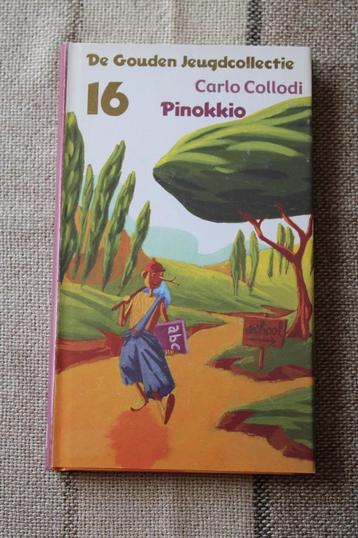 De Gouden Jeugdcollectie
16
Carlo Collodi
Pinokkio
abc
school